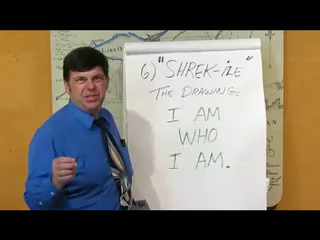 6) "SHREK-ize"
THE DRAWING.
I AM
WHO
I AM.